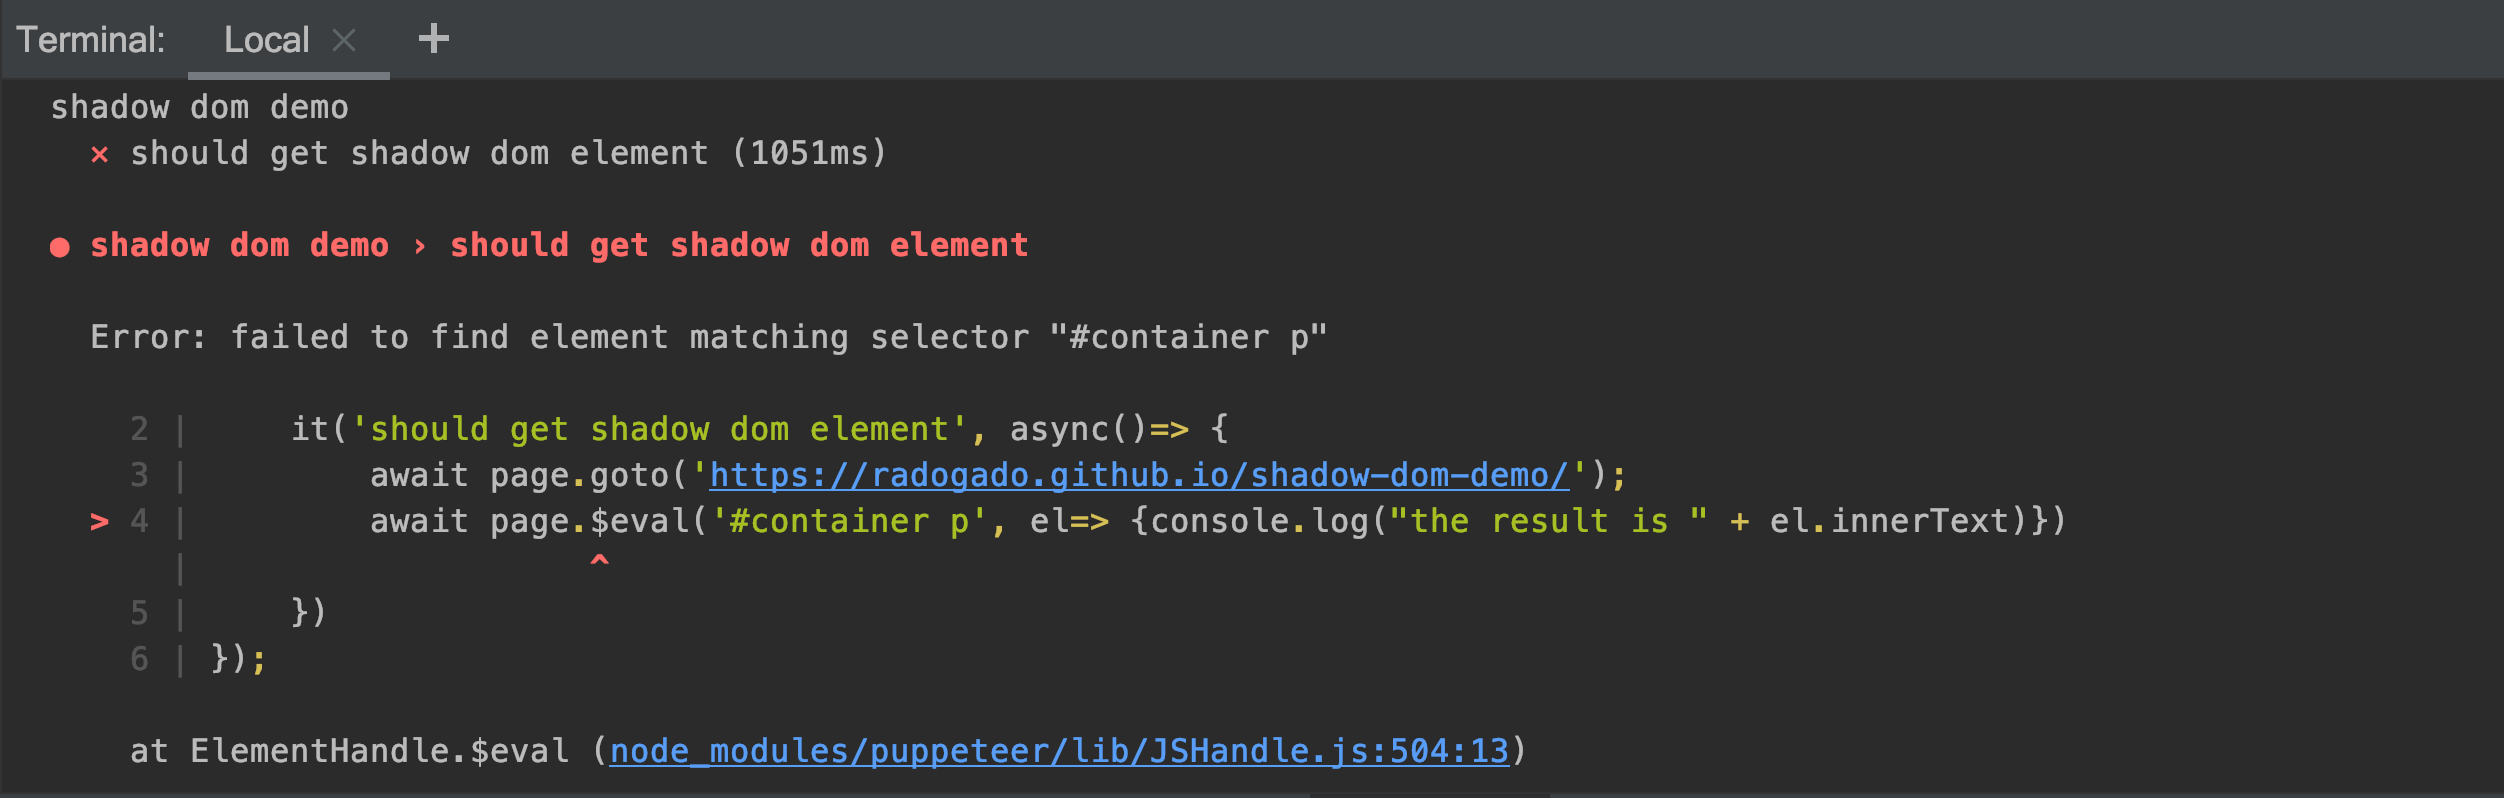 Terminal: Local × +
shadow dom demo
× should get shadow dom element (1051ms)
● shadow dom demo › should get shadow dom element
Error: failed to find element matching selector "#container p"
2 | it('should get shadow dom element', async()=> {
3 | await page.goto('https://radogado.github.io/shadow-dom-demo/');
> 4 | await page.$eval('#container p', el=> {console.log("the result is " + el.innerText)})
| ^
5 | })
6 | });
at ElementHandle.$eval (node_modules/puppeteer/lib/JSHandle.js:504:13)